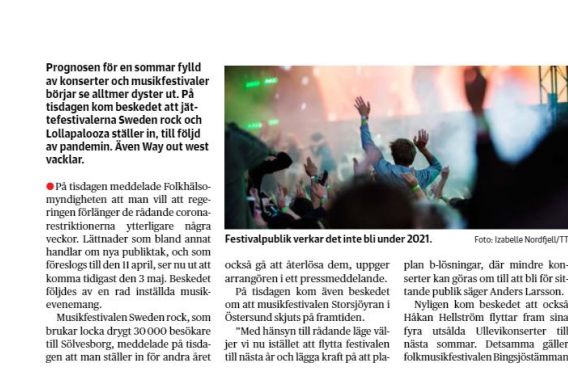 Prognosen för en sommar fylld
av konserter och musikfestivaler
börjar se alltmer dyster ut. På
tisdagen kom beskedet att jät-
tefestivalerna Sweden rock och
Lollapalooza ställer in, till följd
av pandemin. Även Way out west
vacklar.
På tisdagen meddelade Folkhälso-
myndigheten att man vill att rege-
ringen förlänger de rådande corona-
restriktionerna ytterligare några
veckor. Lättnader som bland annat
handlar om nya publiktak, och som
föreslogs till den 11 april, ser nu ut att
komma tidigast den 3 maj. Beskedet
följdes av en rad inställda musik-
evenemang.
Musikfestivalen Sweden rock, som
brukar locka drygt 30 000 besökare
till Sölvesborg, meddelade på tisda-
gen att man ställer in för andra året
Festivalpublik verkar det inte bli under 2021.
Foto: Izabelle Nordfjell/TT
också gå att återlösa dem, uppger
arrangören i ett pressmeddelande.
På tisdagen kom även beskedet
om att musikfestivalen Storsjöyran i
Östersund skjuts på framtiden.
"Med hänsyn till rådande läge väl-
jer vi nu istället att flytta festivalen
till nästa år och lägga kraft på att pla-
plan b-lösningar, där mindre kon-
serter kan göras om till att bli för sit-
tande publik säger Anders Larsson.
Nyligen kom beskedet att också
Håkan Hellström flyttar fram sina
fyra utsålda Ullevikonserter till
nästa sommar. Detsamma gäller
folkmusikfestivalen Bingsjöstämman